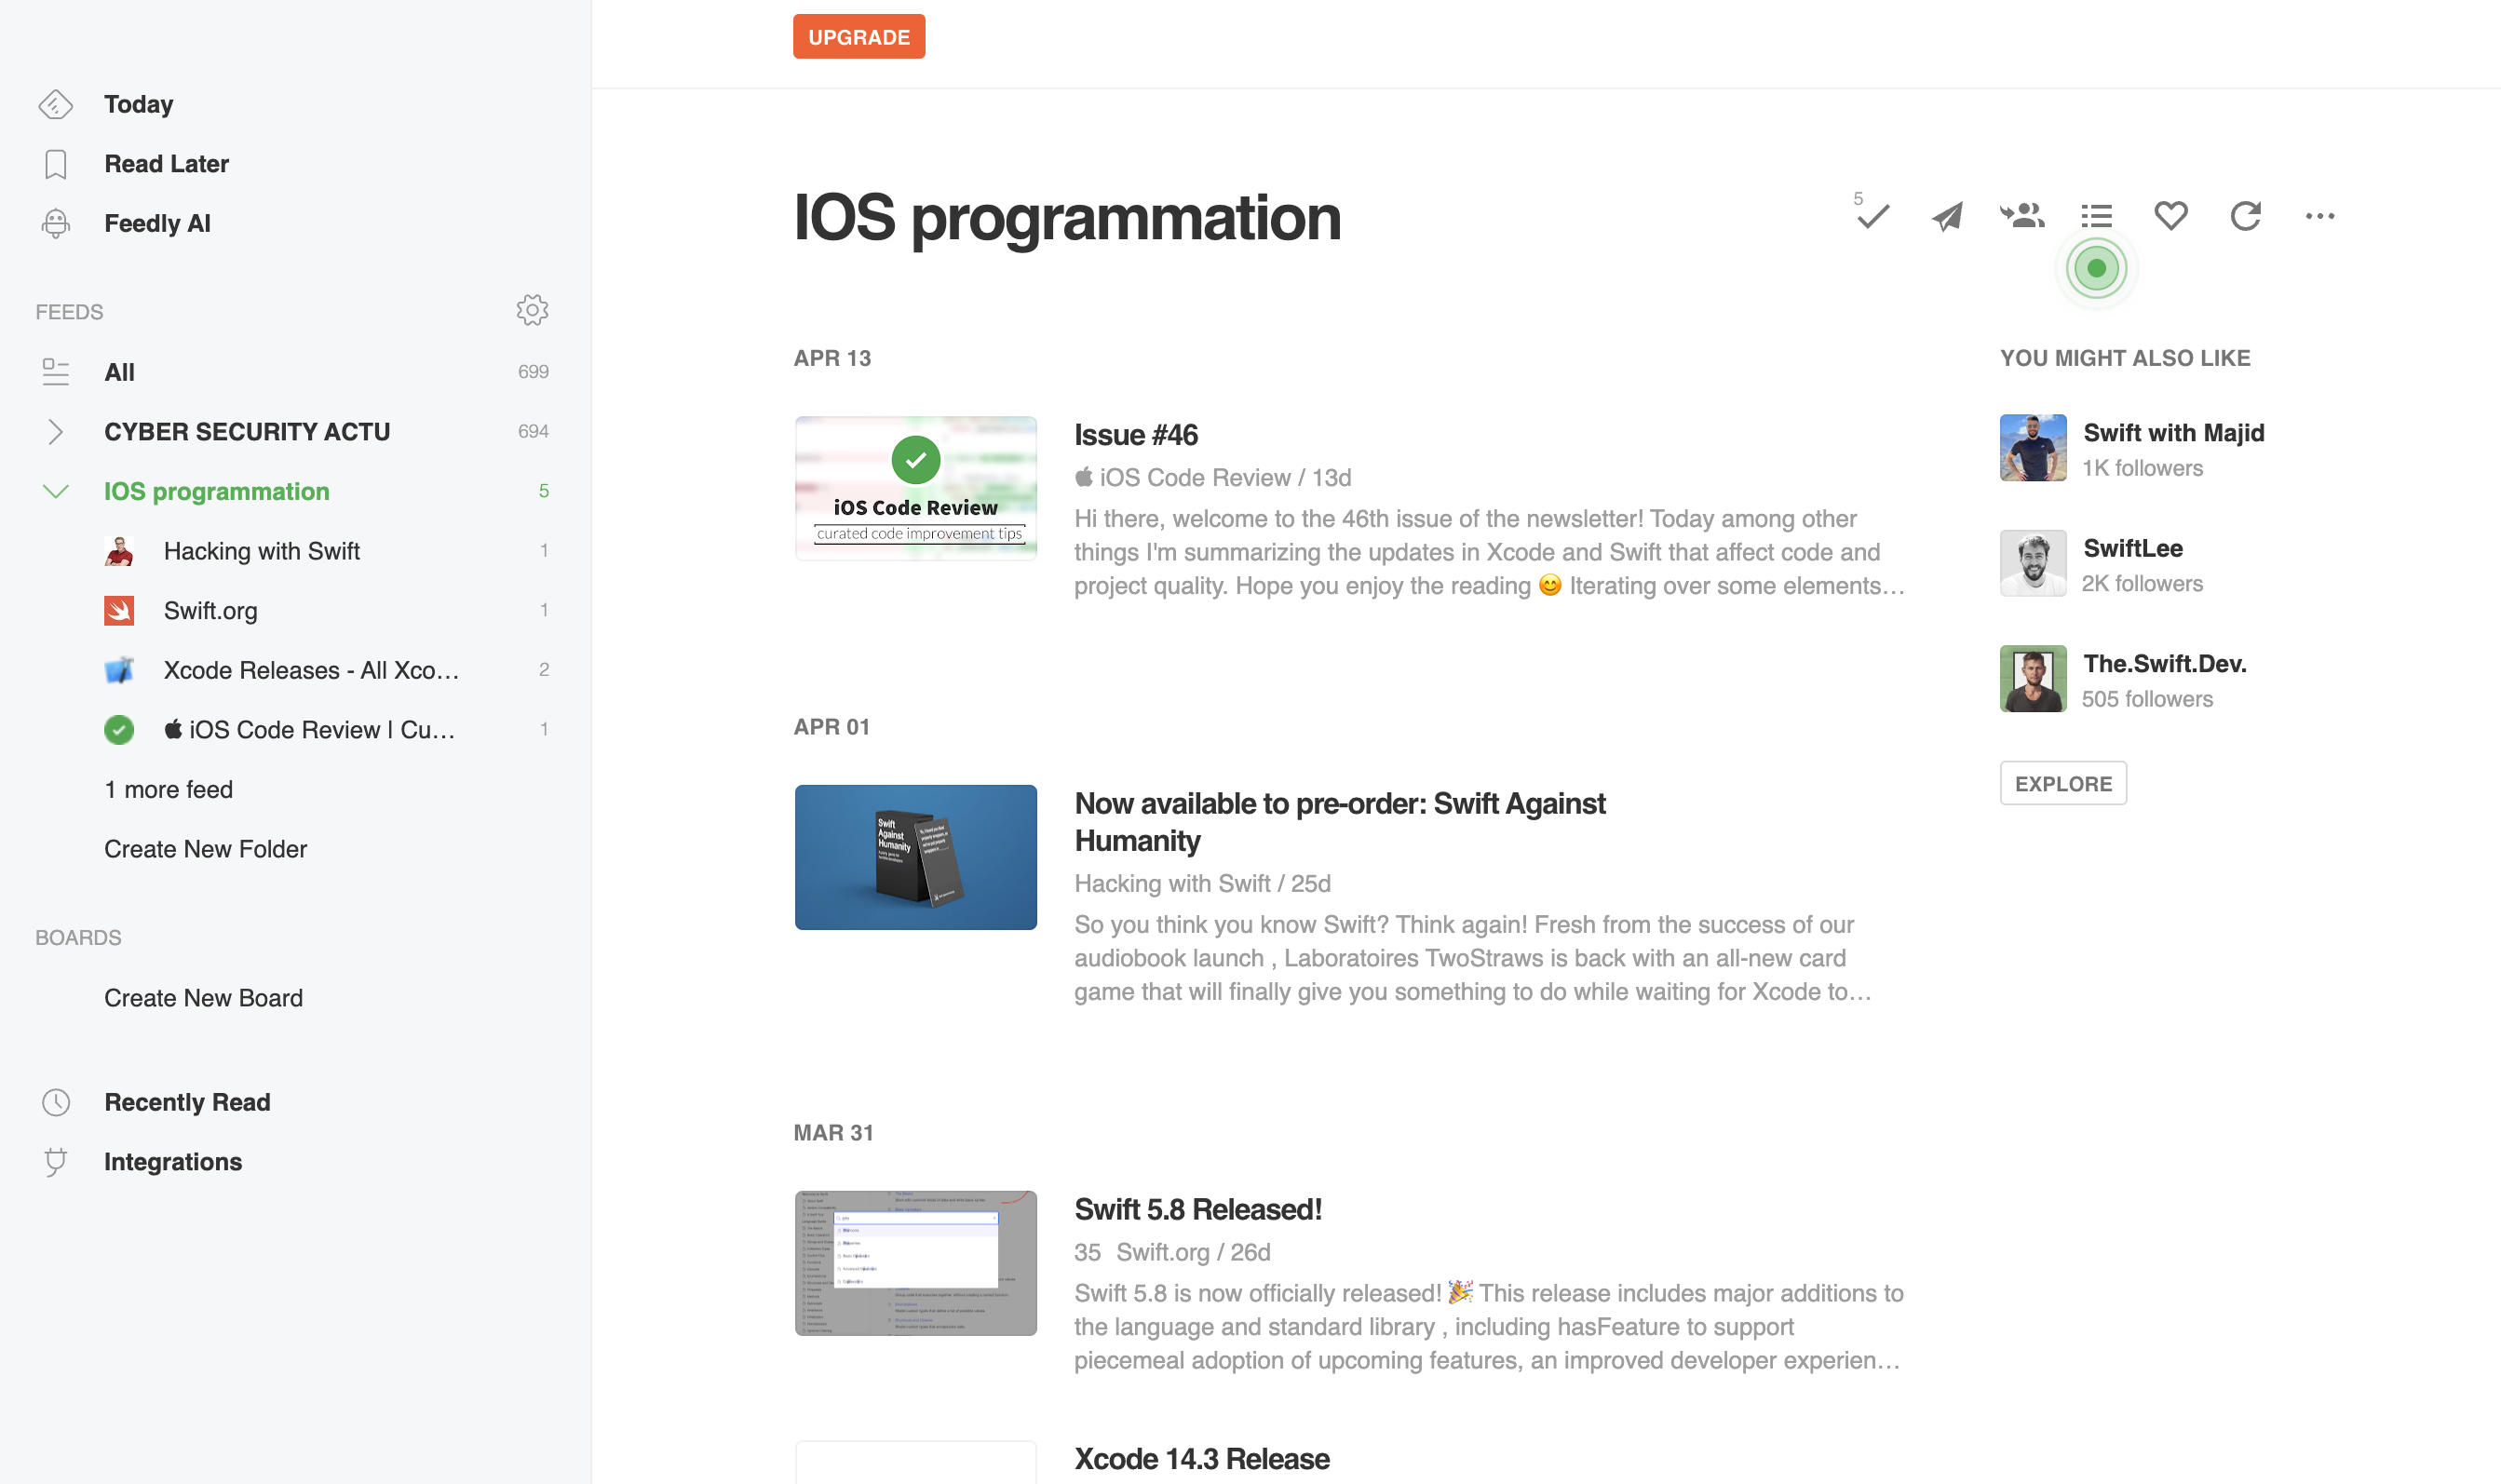 UPGRADE
Today
Read Later
Feedly AI
FEEDS
All 699
CYBER SECURITY ACTU 694
IOS programmation 5
Hacking with Swift 1
Swift.org 1
Xcode Releases - All Xco... 2
iOS Code Review | Cu... 1
1 more feed
Create New Folder
BOARDS
Create New Board
Recently Read
Integrations
IOS programmation
5
APR 13
iOS Code Review
curated code improvement tips
Issue #46
iOS Code Review / 13d
Hi there, welcome to the 46th issue of the newsletter! Today among other
things I'm summarizing the updates in Xcode and Swift that affect code and
project quality. Hope you enjoy the reading 😊 Iterating over some elements...
APR 01
Swift
Against
Humanity
Now available to pre-order: Swift Against
Humanity
Hacking with Swift / 25d
So you think you know Swift? Think again! Fresh from the success of our
audiobook launch , Laboratoires TwoStraws is back with an all-new card
game that will finally give you something to do while waiting for Xcode to...
MAR 31
Swift 5.8 Released!
35 Swift.org / 26d
Swift 5.8 is now officially released! 🎉 This release includes major additions to
the language and standard library , including hasFeature to support
piecemeal adoption of upcoming features, an improved developer experien...
Xcode 14.3 Release
YOU MIGHT ALSO LIKE
Swift with Majid
1K followers
SwiftLee
2K followers
The.Swift.Dev.
505 followers
EXPLORE